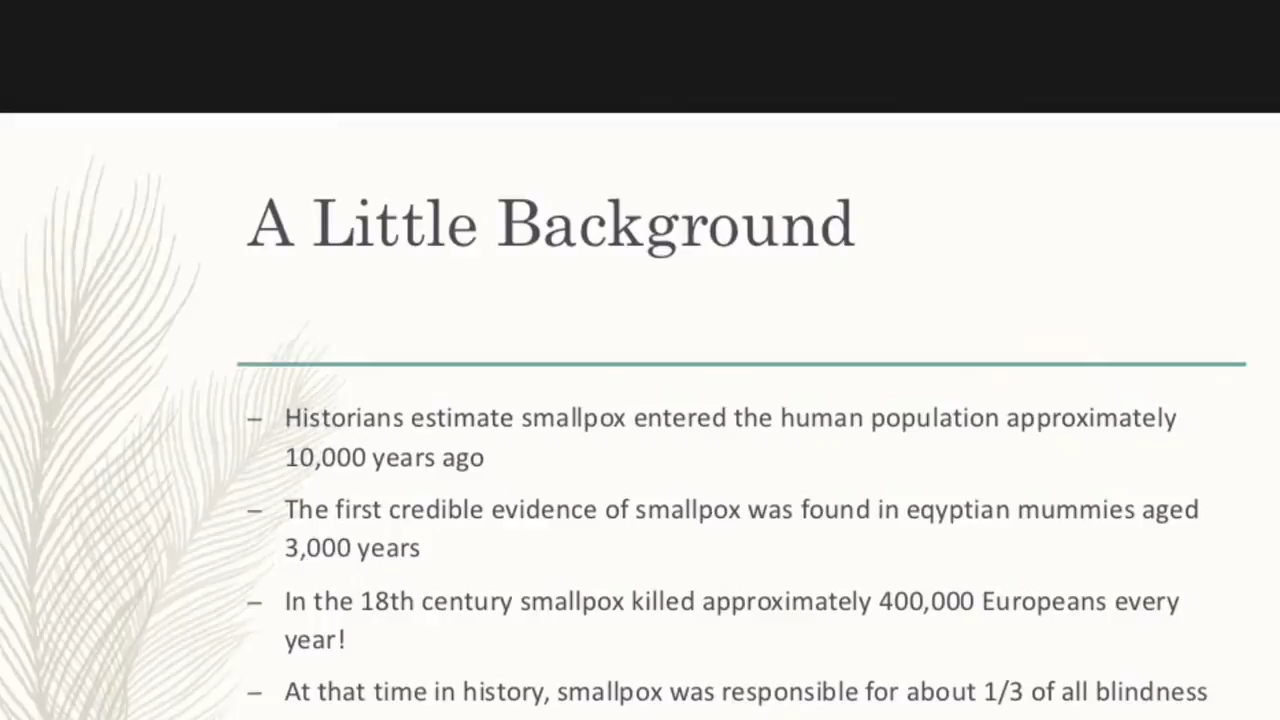 A Little Background
– Historians estimate smallpox entered the human population approximately
10,000 years ago
– The first credible evidence of smallpox was found in eqyptian mummies aged
3,000 years
– In the 18th century smallpox killed approximately 400,000 Europeans every
year!
– At that time in history, smallpox was responsible for about 1/3 of all blindness